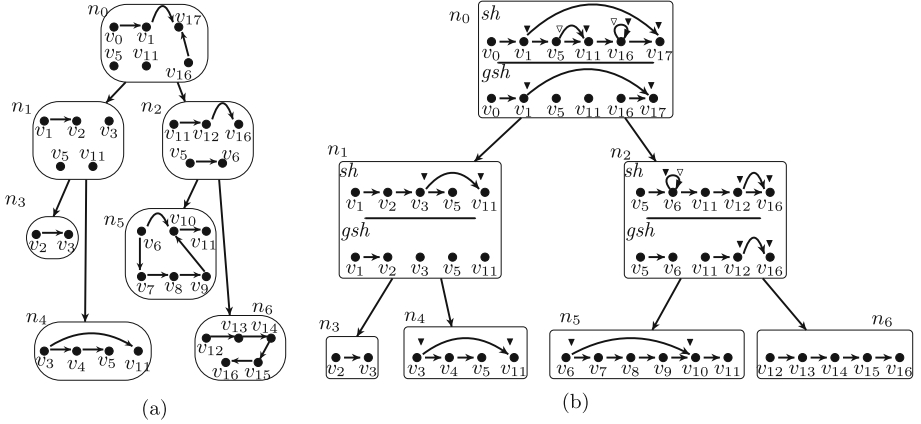 n0
v0 v1 v17
v5 v11
v16
n1
v1 v2 v3
v5 v11
n2
v11 v12 v16
v5 v6
n3
v2 v3
n5
v10
v6 v11
v7 v8 v9
n4
v3 v4 v5 v11
n6
v13 v14
v12
v16 v15
(a)
n0
sh
v0 v1 v5 v11 v16 v17
gsh
v0 v1 v5 v11 v16 v17
n1
sh
v1 v2 v3 v5 v11
gsh
v1 v2 v3 v5 v11
n2
sh
v5 v6 v11 v12 v16
gsh
v5 v6 v11 v12 v16
n3
v2 v3
n4
v3 v4 v5 v11
n5
v6 v7 v8 v9 v10 v11
n6
v12 v13 v14 v15 v16
(b)